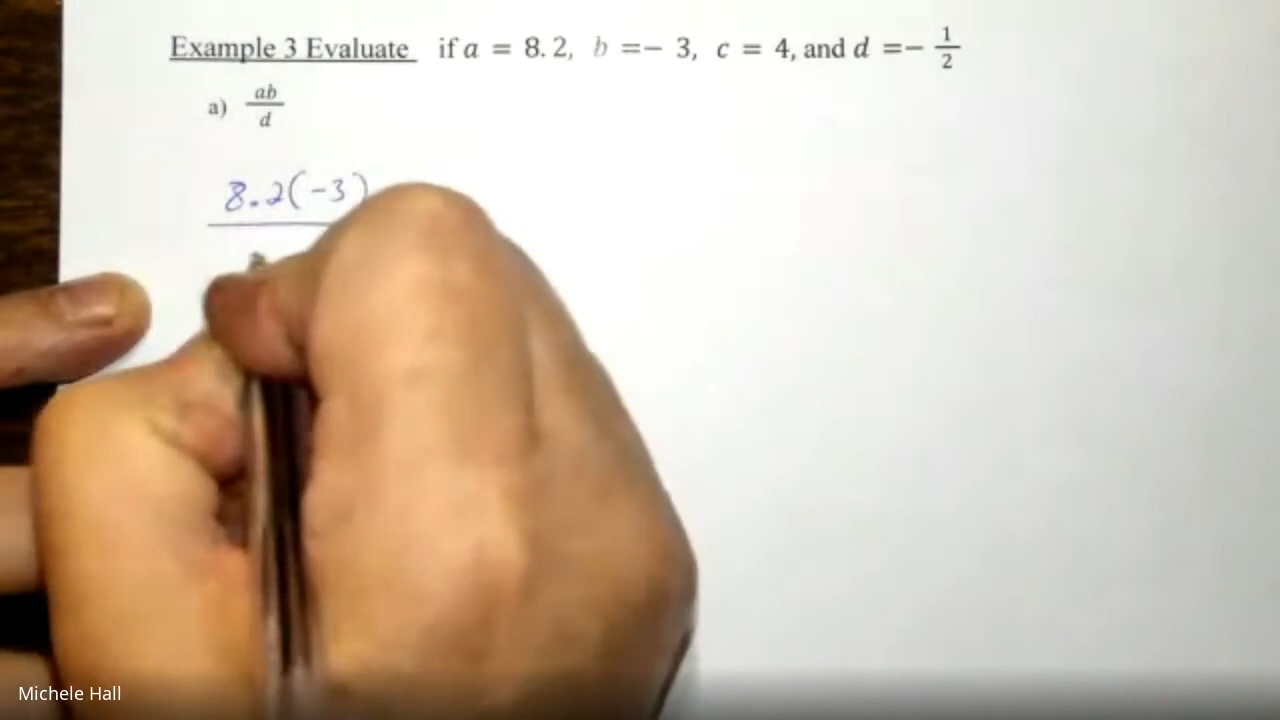 Example 3 Evaluate if a = 8.2, b =− 3, c = 4, and d =− 1/2
a) ab/d
8.2(-3)
Michele Hall